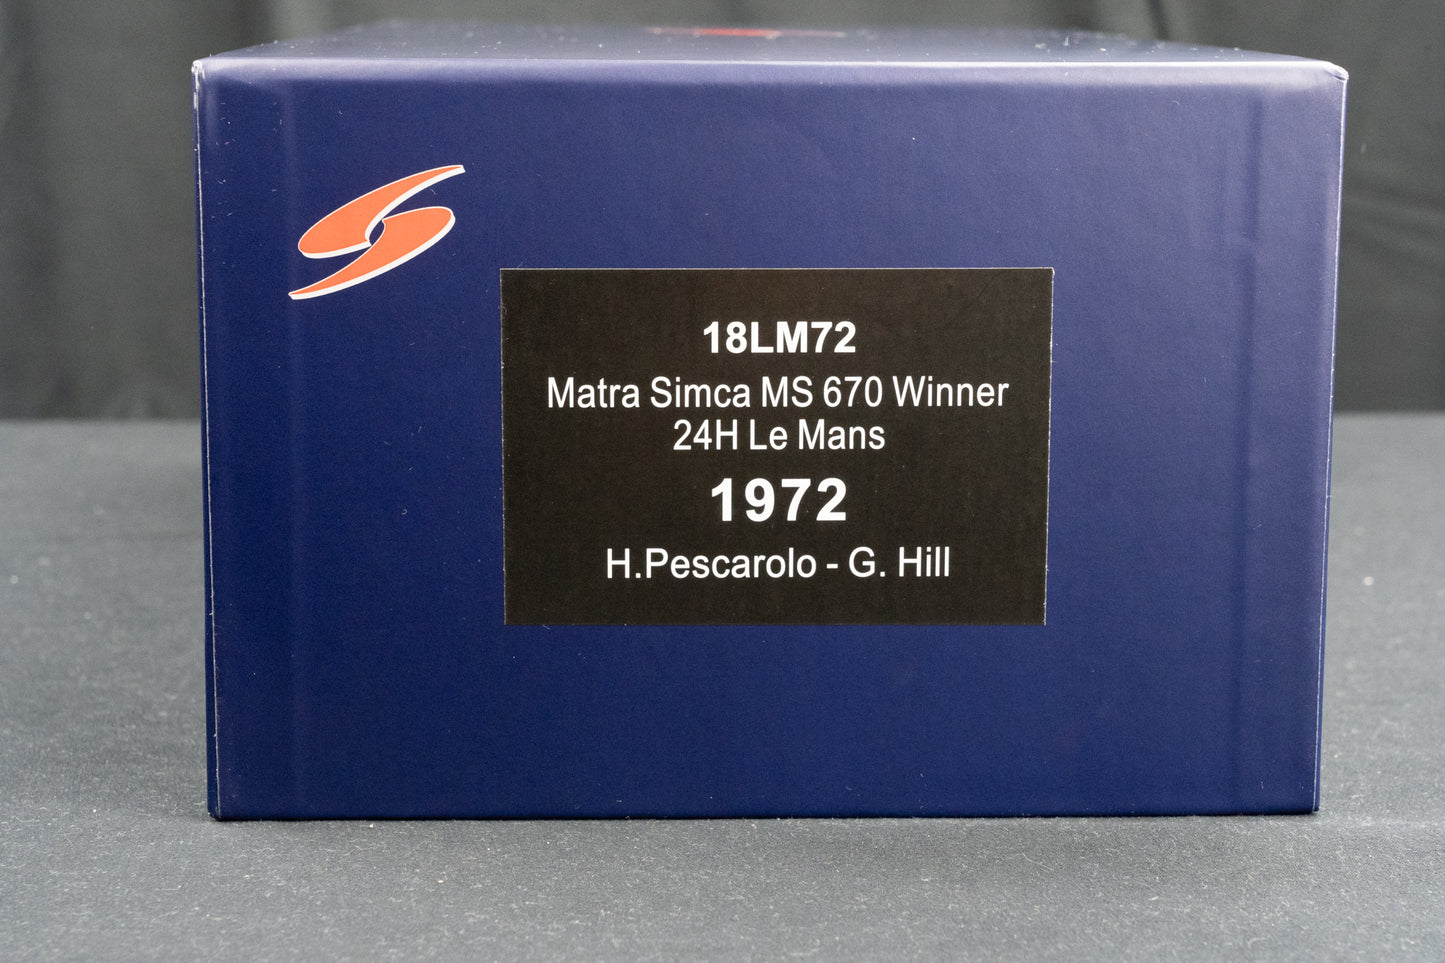 18LM72
Matra Simca MS 670 Winner
24H Le Mans
1972
H.Pescarolo - G. Hill